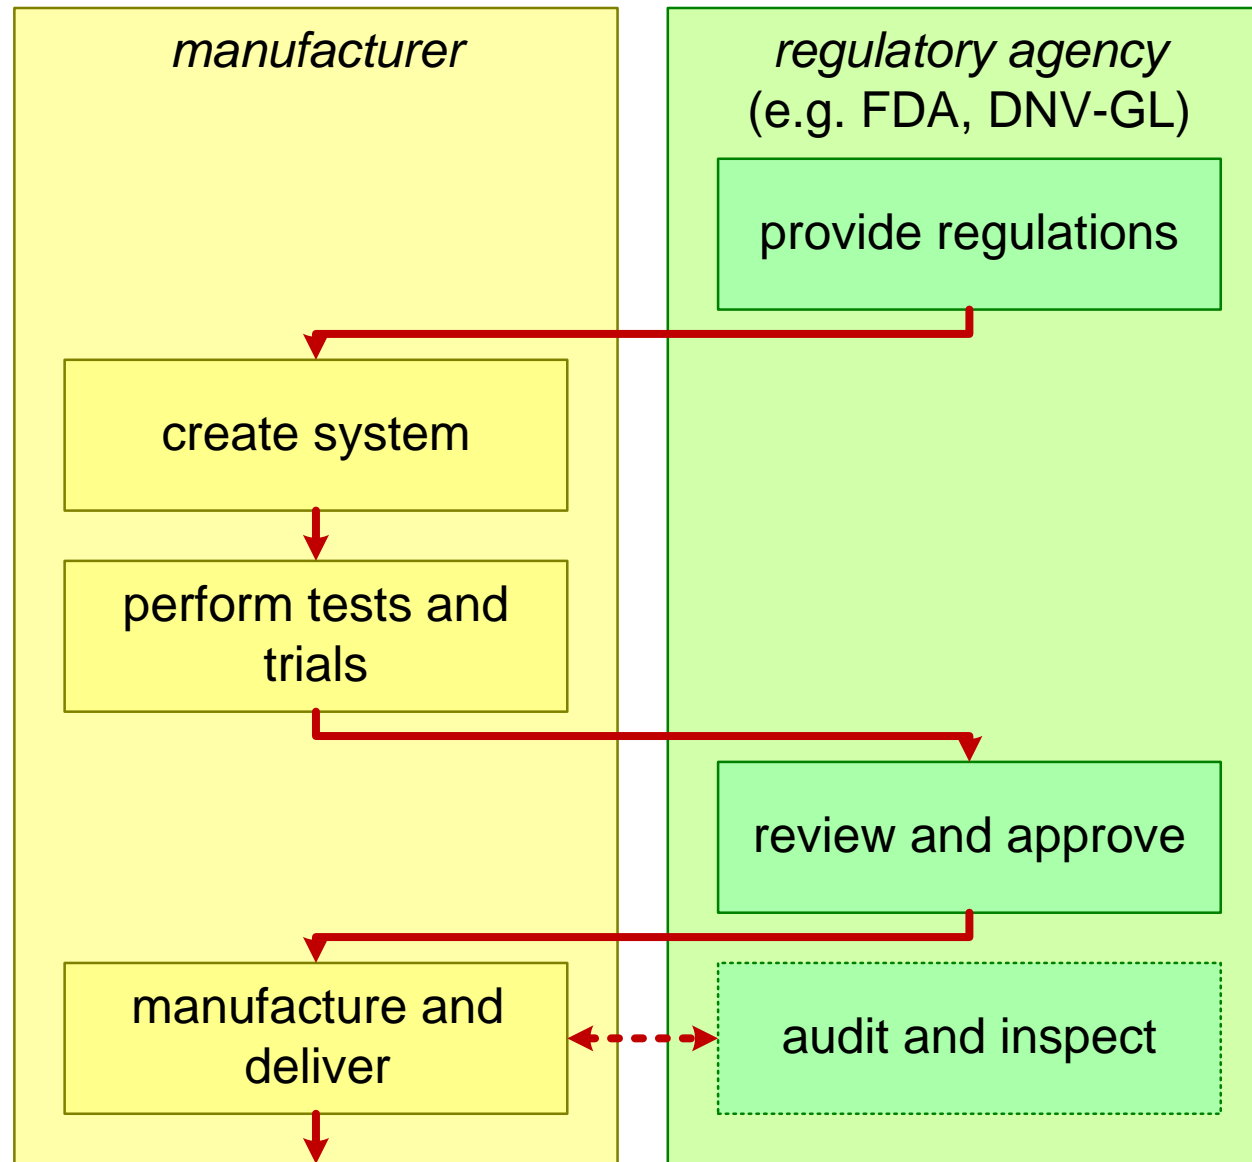 manufacturer
regulatory agency
(e.g. FDA, DNV-GL)
provide regulations
create system
perform tests and
trials
review and approve
manufacture and
deliver
audit and inspect